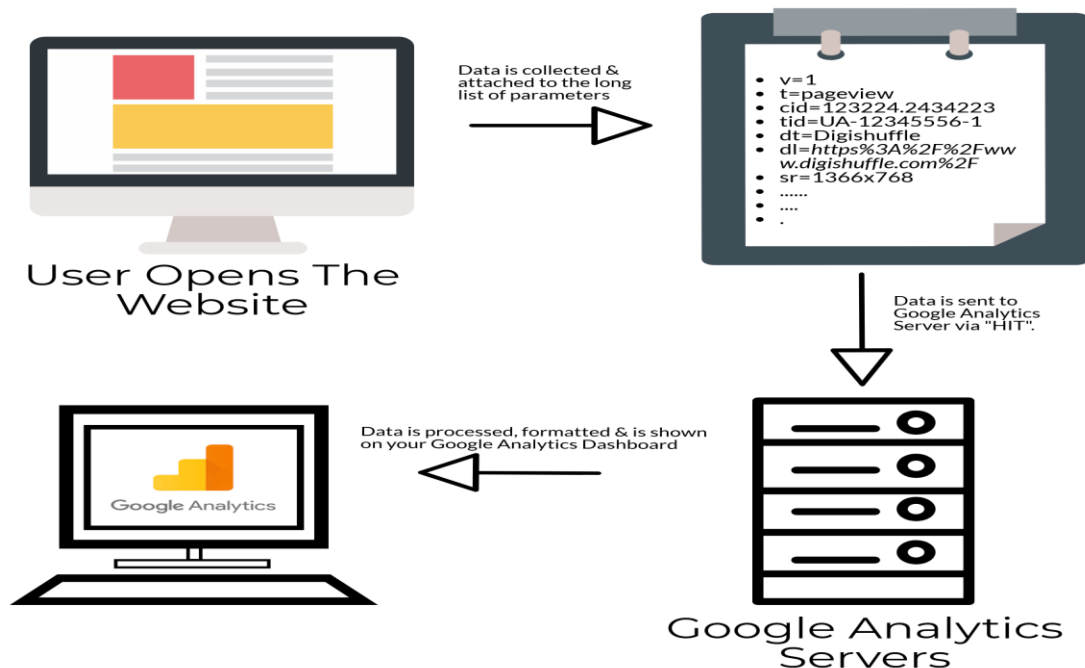 Data is collected &
attached to the long
list of parameters
• v=1
• t=pageview
• cid=123224.2434223
• tid=UA-12345556-1
• dt=Digishuffle
• dl=https%3A%2F%2Fww
w.digishuffle.com%2F
• sr=1366x768
• ......
• ....
• .
User Opens The
Website
Data is sent to
Google Analytics
Server via "HIT".
Data is processed, formatted & is shown
on your Google Analytics Dashboard
Google Analytics
Google Analytics
Servers